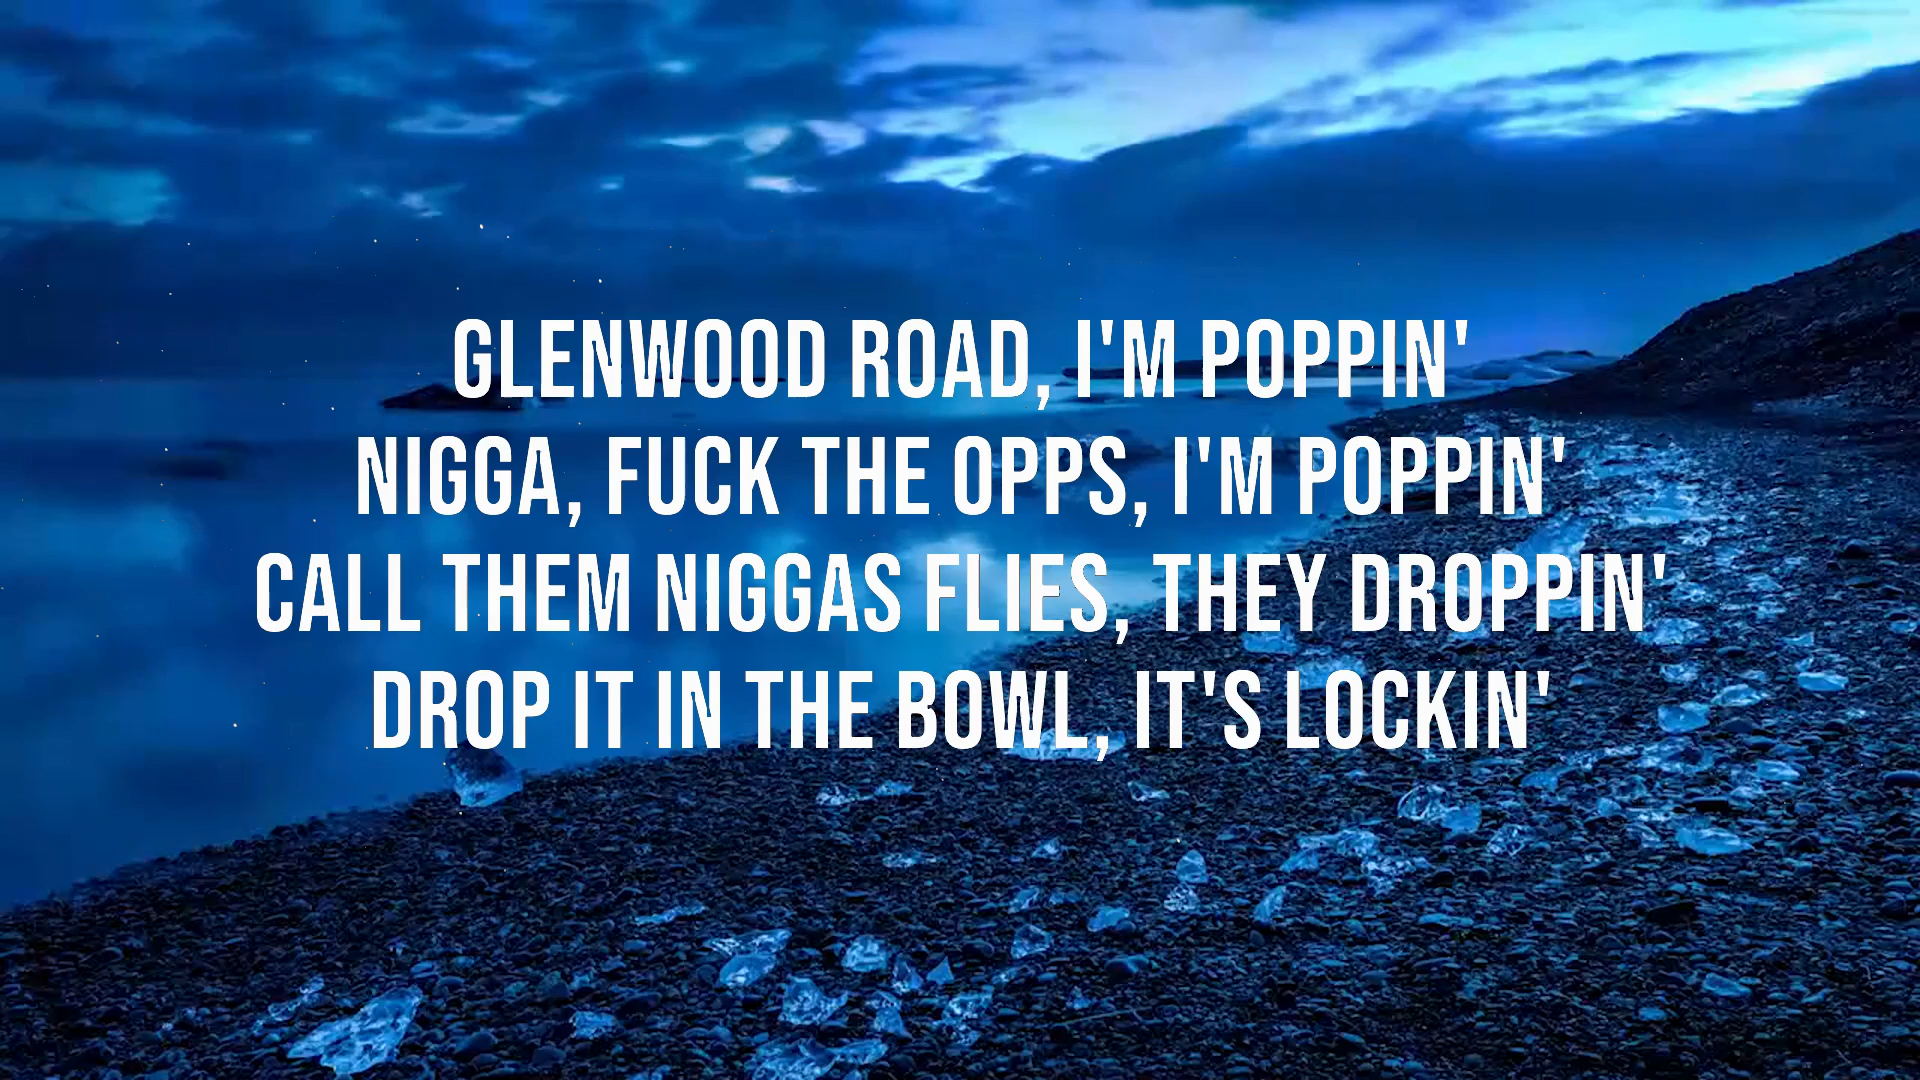 GLENWOOD ROAD, I'M POPPIN'
NIGGA, FUCK THE OPPS, I'M POPPIN'
CALL THEM NIGGAS FLIES, THEY DROPPIN'
DROP IT IN THE BOWL, IT'S LOCKIN'